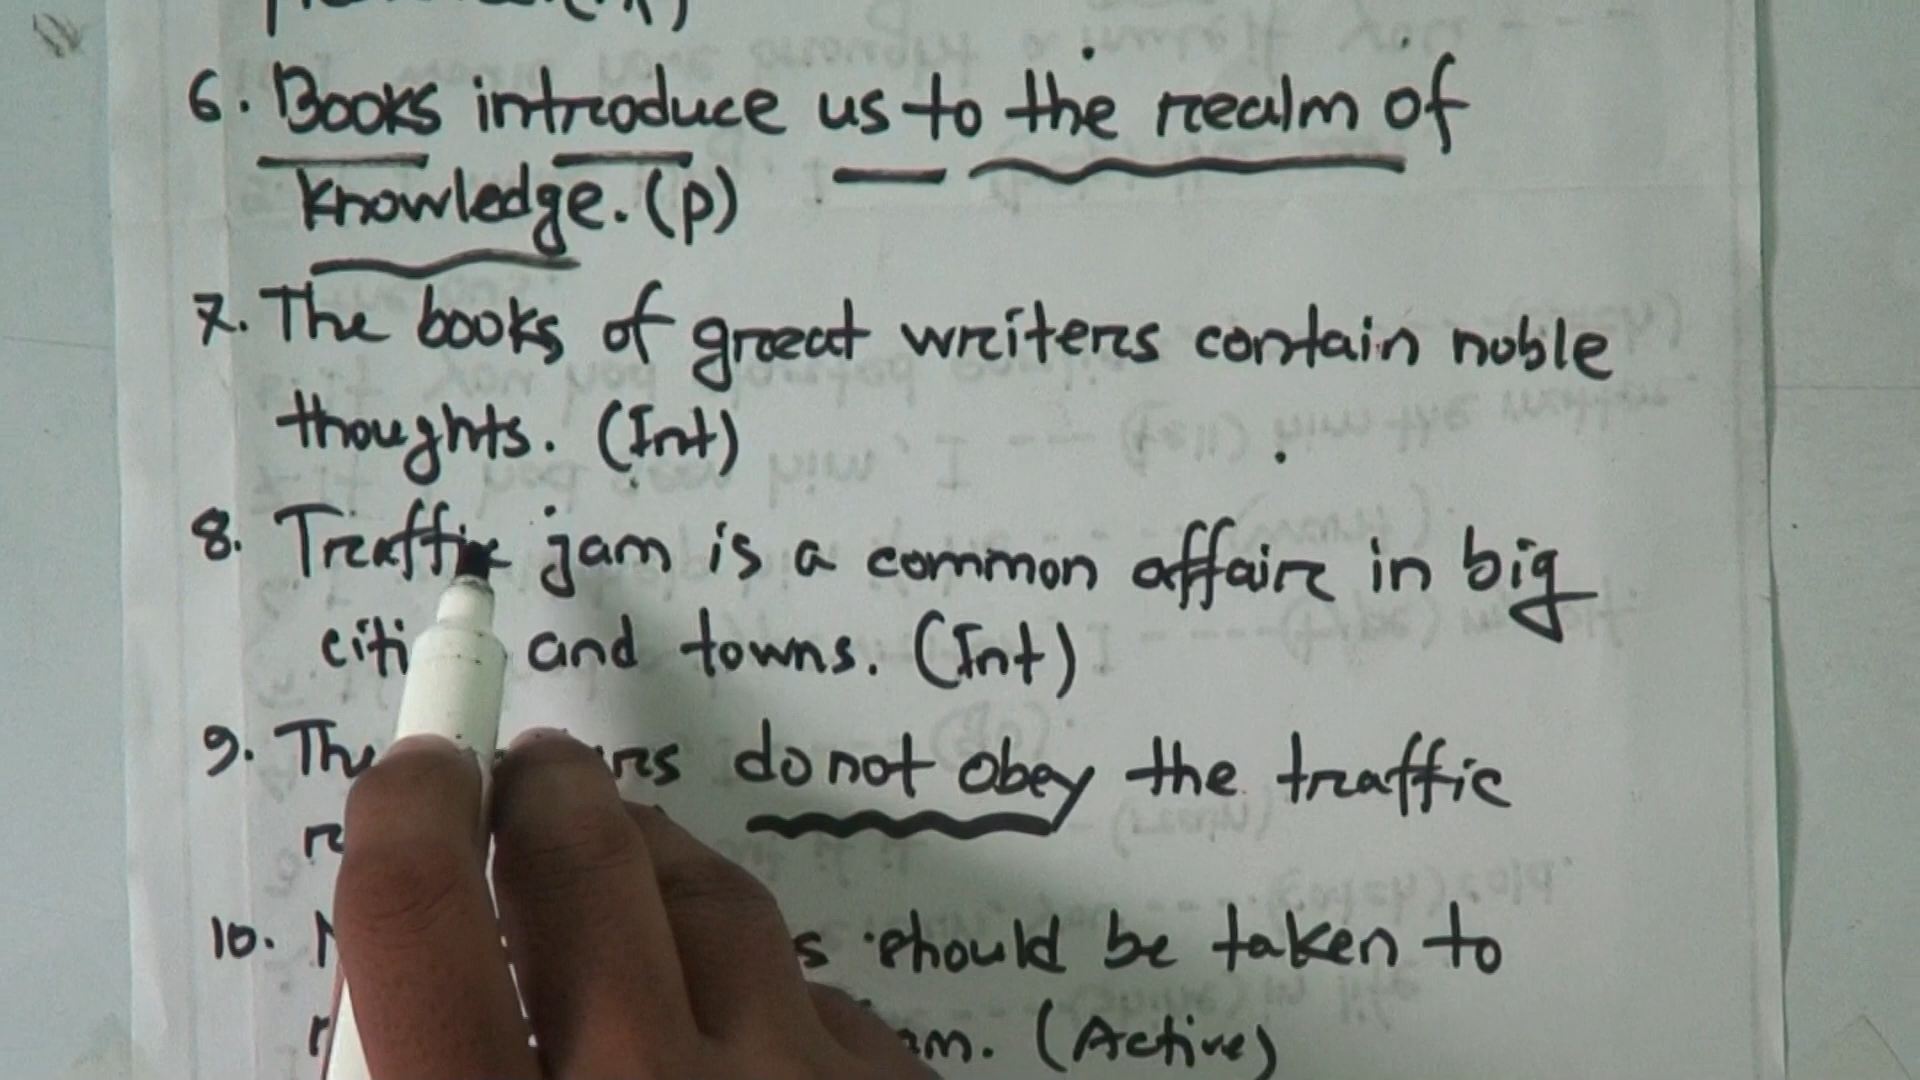 6. Books introduce us to the realm of
knowledge. (p)
7. The books of great writers contain noble
thoughts. (Int)
8. Traffic jam is a common affair in big
and towns. (Int)
9. do not obey the traffic
10. should be taken to
(Active)